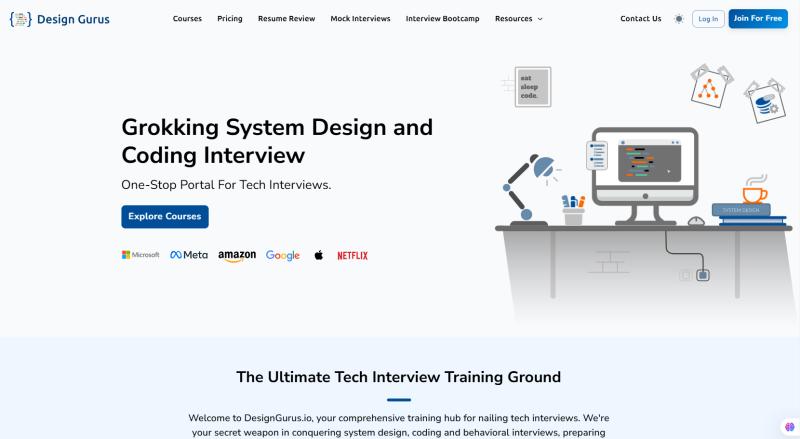 Design Gurus
Courses Pricing Resume Review Mock Interviews Interview Bootcamp Resources Contact Us Log In Join For Free
eat
sleep
code.
Grokking System Design and
Coding Interview
One-Stop Portal For Tech Interviews.
Explore Courses
SYSTEM DESIGN
Microsoft Meta amazon Google NETFLIX
The Ultimate Tech Interview Training Ground
Welcome to DesignGurus.io, your comprehensive training hub for nailing tech interviews. We're
your secret weapon in conquering system design, coding and behavioral interviews, preparing